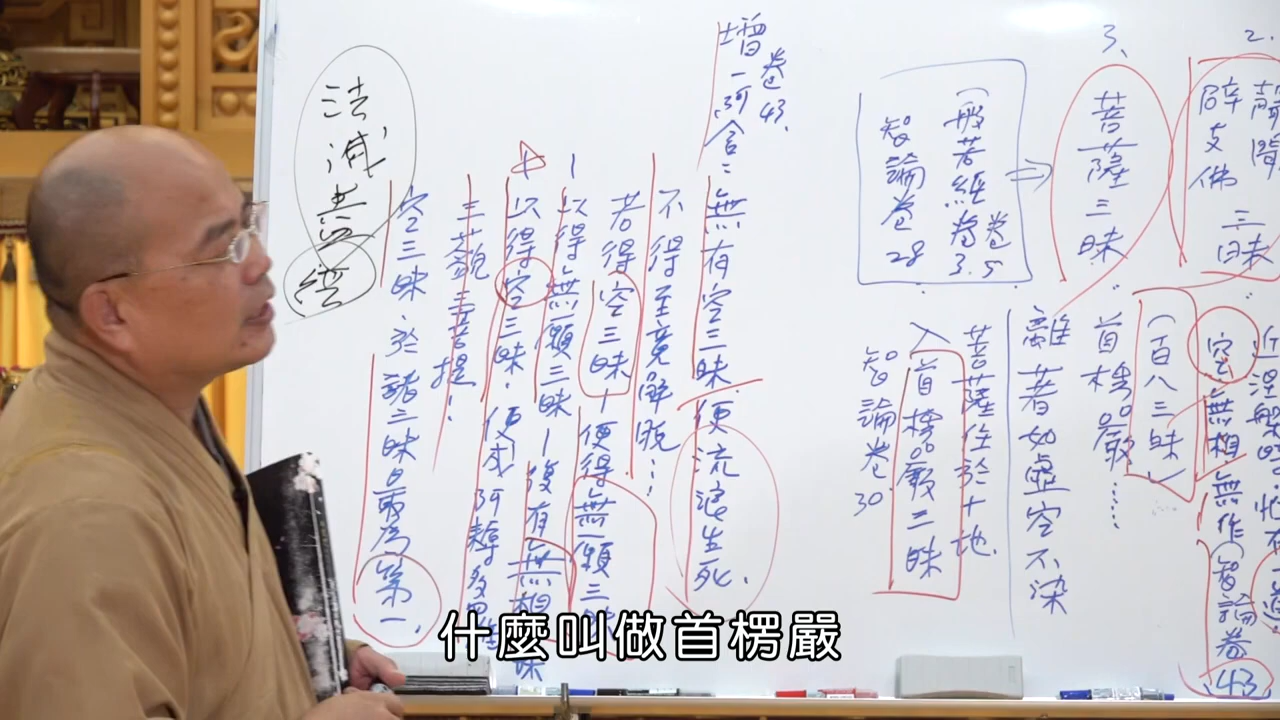 2.
聲聞
辟支佛
三昧
近涅槃
空無相無作
智論卷
43
3、
菩薩三昧
(百八三昧)
首楞嚴……
離著如虛空不染
(般若經卷3.5
智論卷28
菩薩住於十地
入首楞嚴三昧
智論卷30
增一阿含：
卷43、
無有空三昧便流浪生死.
不得至竟解脫…
若得空三昧—便得無願三
以得無願三昧—復有無相
以得空三昧.便成阿耨多羅
三藐三菩提！
空三昧.於諸三昧最為第一.
法滅盡經
什麼叫做首楞嚴